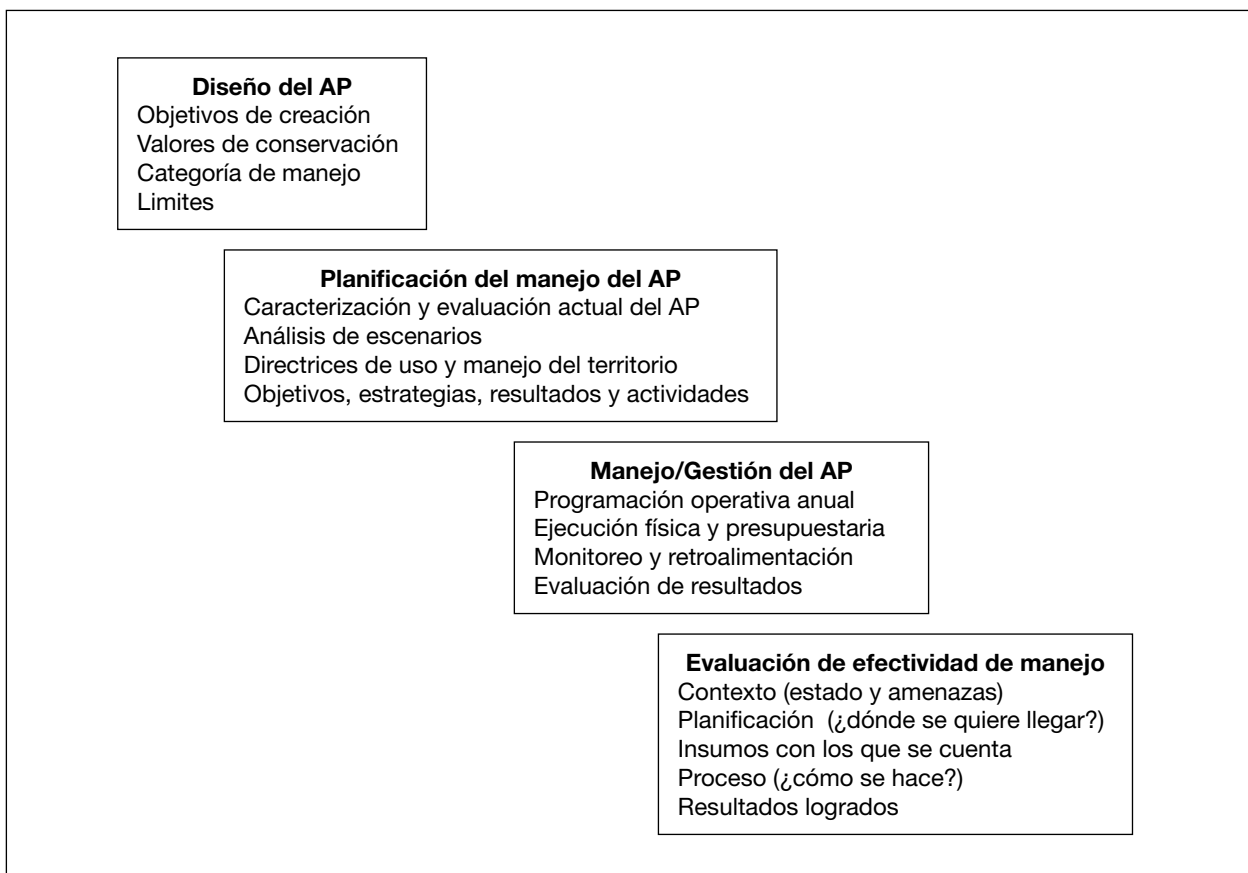 Diseño del AP
Objetivos de creación
Valores de conservación
Categoría de manejo
Limites
Planificación del manejo del AP
Caracterización y evaluación actual del AP
Análisis de escenarios
Directrices de uso y manejo del territorio
Objetivos, estrategias, resultados y actividades
Manejo/Gestión del AP
Programación operativa anual
Ejecución física y presupuestaria
Monitoreo y retroalimentación
Evaluación de resultados
Evaluación de efectividad de manejo
Contexto (estado y amenazas)
Planificación  (¿dónde se quiere llegar?)
Insumos con los que se cuenta
Proceso (¿cómo se hace?)
Resultados logrados